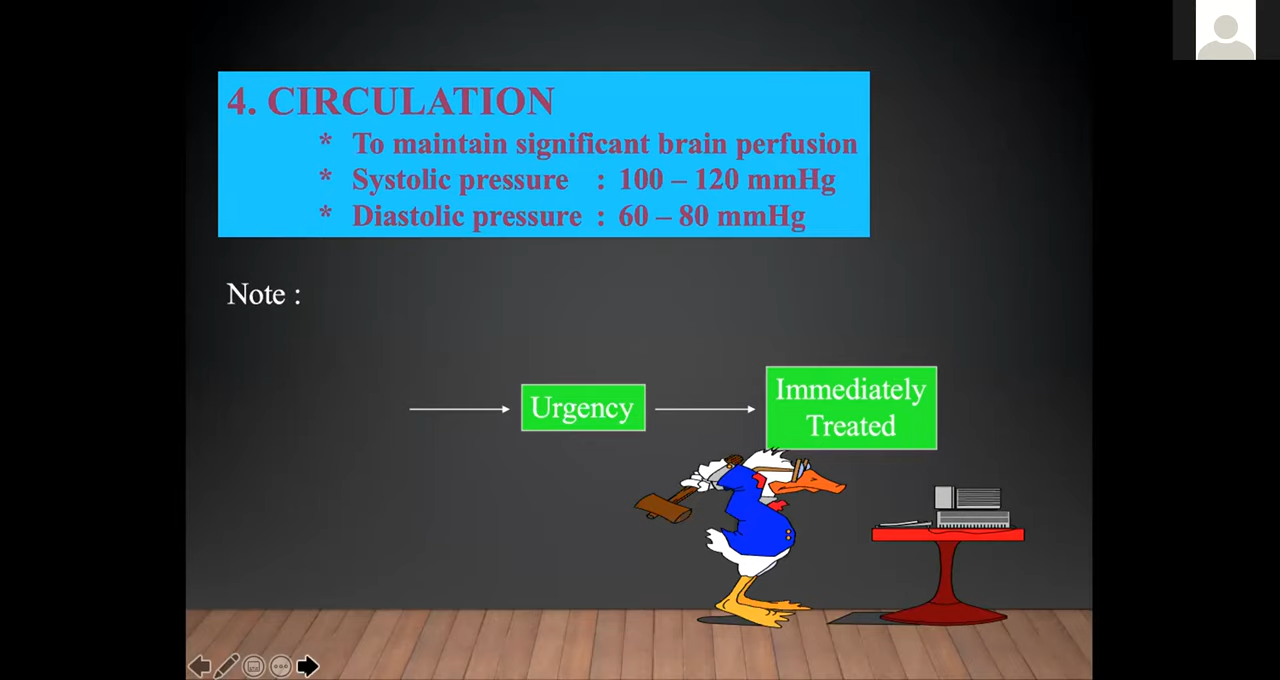 4. CIRCULATION
* To maintain significant brain perfusion
* Systolic pressure : 100 – 120 mmHg
* Diastolic pressure : 60 – 80 mmHg
Note :
Urgency
Immediately
Treated